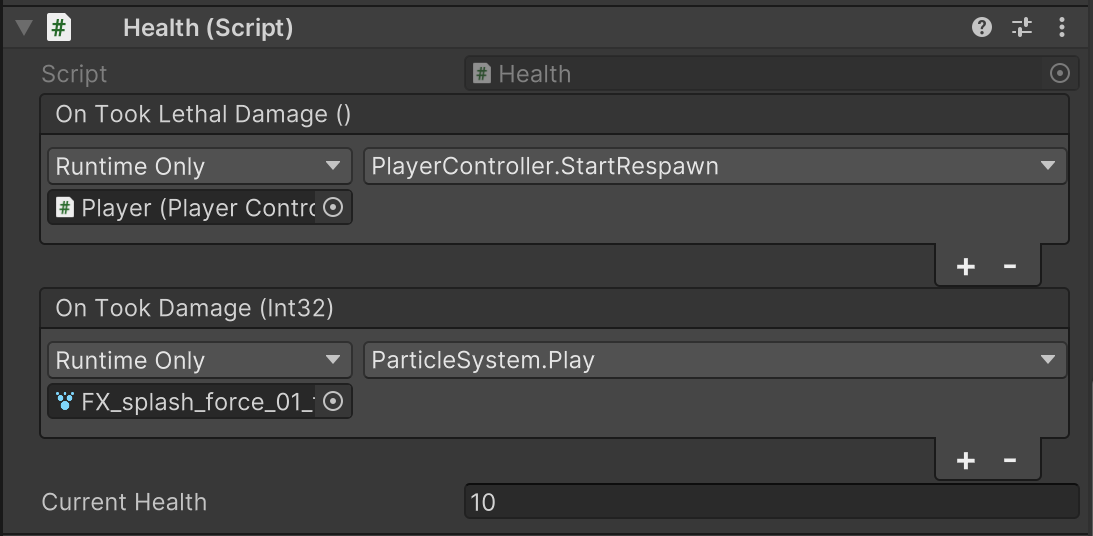 Health (Script)
Script Health
On Took Lethal Damage ()
Runtime Only PlayerController.StartRespawn
Player (Player Contro
+ -
On Took Damage (Int32)
Runtime Only ParticleSystem.Play
FX_splash_force_01_
+ -
Current Health 10